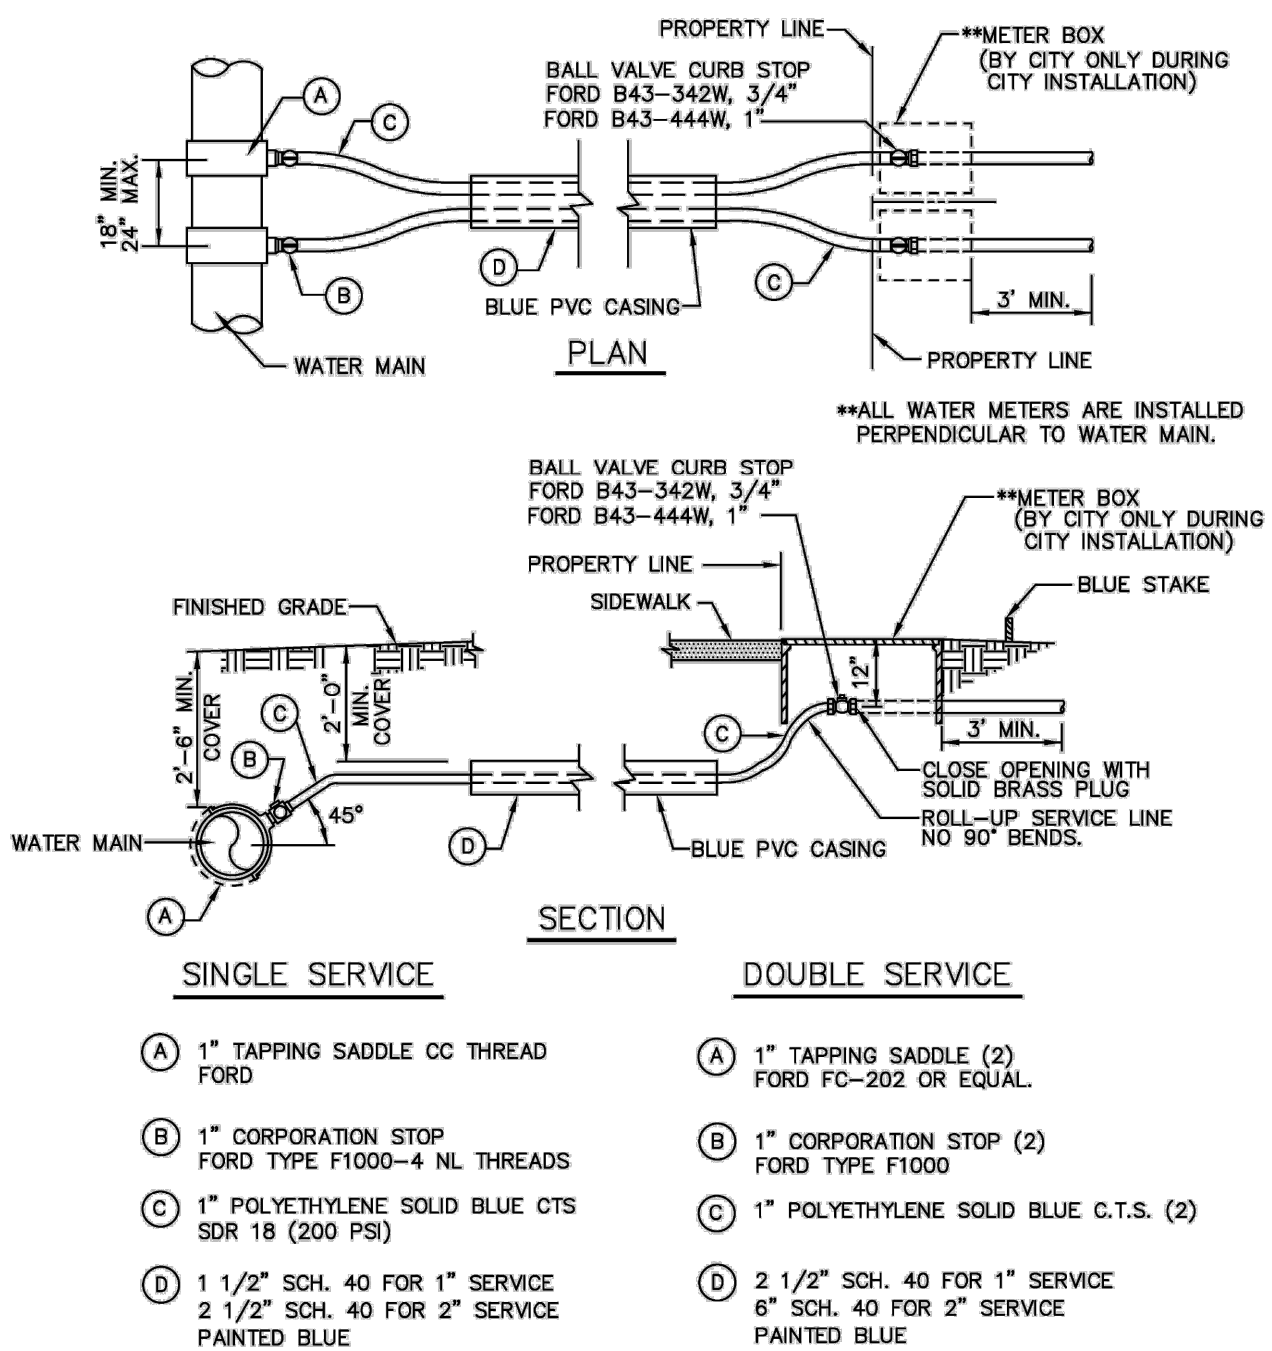 PROPERTY LINE
**METER BOX
(BY CITY ONLY DURING
CITY INSTALLATION)
BALL VALVE CURB STOP
FORD B43-342W, 3/4"
FORD B43-444W, 1"
A
C
18" MIN.
24" MAX.
B
D
C
BLUE PVC CASING
3' MIN.
WATER MAIN
PLAN
PROPERTY LINE
**ALL WATER METERS ARE INSTALLED
PERPENDICULAR TO WATER MAIN.
BALL VALVE CURB STOP
FORD B43-342W, 3/4"
FORD B43-444W, 1"
**METER BOX
(BY CITY ONLY DURING
CITY INSTALLATION)
PROPERTY LINE
BLUE STAKE
SIDEWALK
FINISHED GRADE
2'-6" MIN.
COVER
2'-0"
MIN.
COVER
12"
C
B
C
3' MIN.
CLOSE OPENING WITH
SOLID BRASS PLUG
45°
ROLL-UP SERVICE LINE
NO 90° BENDS.
WATER MAIN
D
BLUE PVC CASING
A
SECTION
SINGLE SERVICE
A 1" TAPPING SADDLE CC THREAD
FORD
B 1" CORPORATION STOP
FORD TYPE F1000-4 NL THREADS
C 1" POLYETHYLENE SOLID BLUE CTS
SDR 18 (200 PSI)
D 1 1/2" SCH. 40 FOR 1" SERVICE
2 1/2" SCH. 40 FOR 2" SERVICE
PAINTED BLUE
DOUBLE SERVICE
A 1" TAPPING SADDLE (2)
FORD FC-202 OR EQUAL.
B 1" CORPORATION STOP (2)
FORD TYPE F1000
C 1" POLYETHYLENE SOLID BLUE C.T.S. (2)
D 2 1/2" SCH. 40 FOR 1" SERVICE
6" SCH. 40 FOR 2" SERVICE
PAINTED BLUE